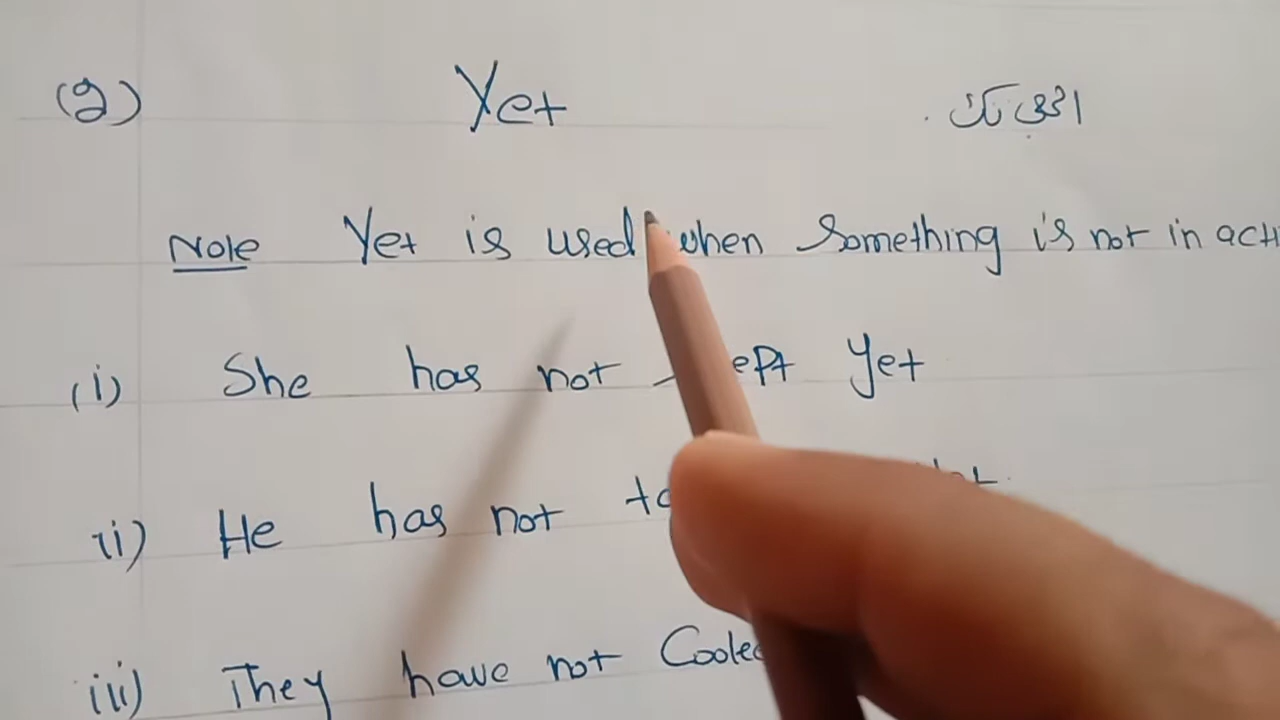 (2) Yet ابھی تک
Note Yet is used when Something is not in acti
(i) She has not yet
ii) He has not
iii) They have not